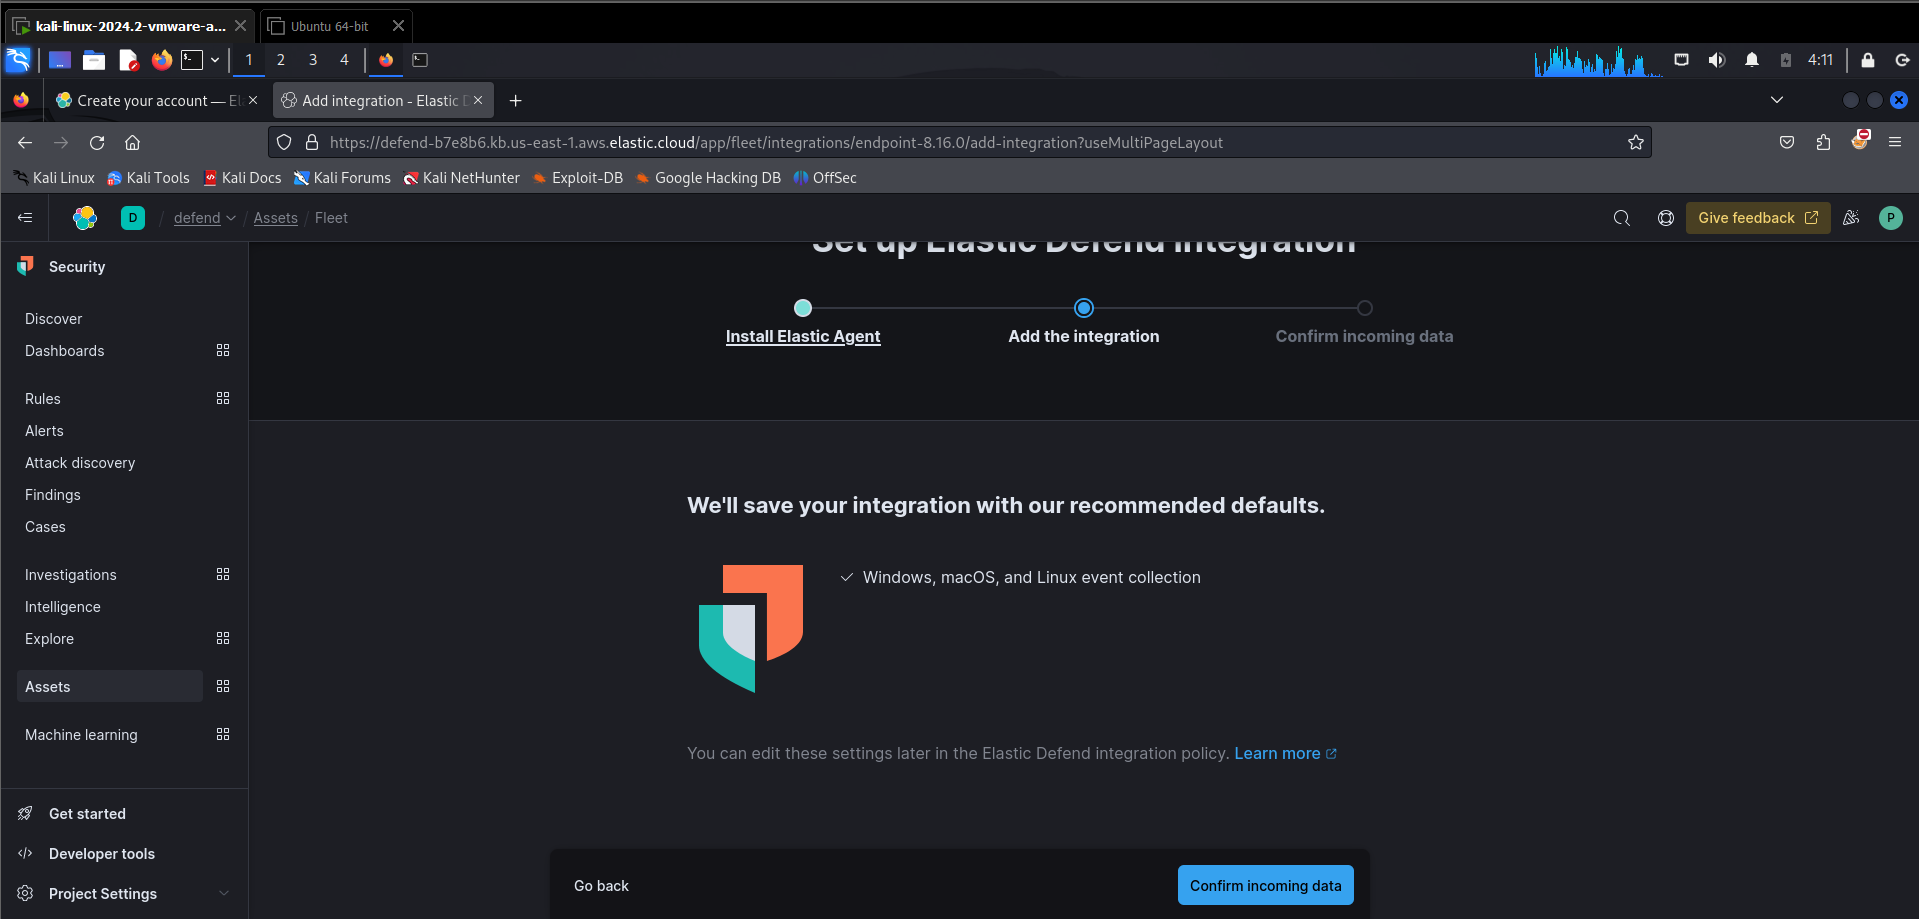 kali-linux-2024.2-vmware-a...
Ubuntu 64-bit
1 2 3 4
4:11
Create your account — El
Add integration - Elastic D
https://defend-b7e8b6.kb.us-east-1.aws.elastic.cloud/app/fleet/integrations/endpoint-8.16.0/add-integration?useMultiPageLayout
Kali Linux Kali Tools Kali Docs Kali Forums Kali NetHunter Exploit-DB Google Hacking DB OffSec
D / defend / Assets / Fleet
Give feedback
P
Security
Discover
Dashboards
Rules
Alerts
Attack discovery
Findings
Cases
Investigations
Intelligence
Explore
Assets
Machine learning
Get started
Developer tools
Project Settings
Set up Elastic Defend integration
Install Elastic Agent
Add the integration
Confirm incoming data
We'll save your integration with our recommended defaults.
Windows, macOS, and Linux event collection
You can edit these settings later in the Elastic Defend integration policy. Learn more
Go back
Confirm incoming data